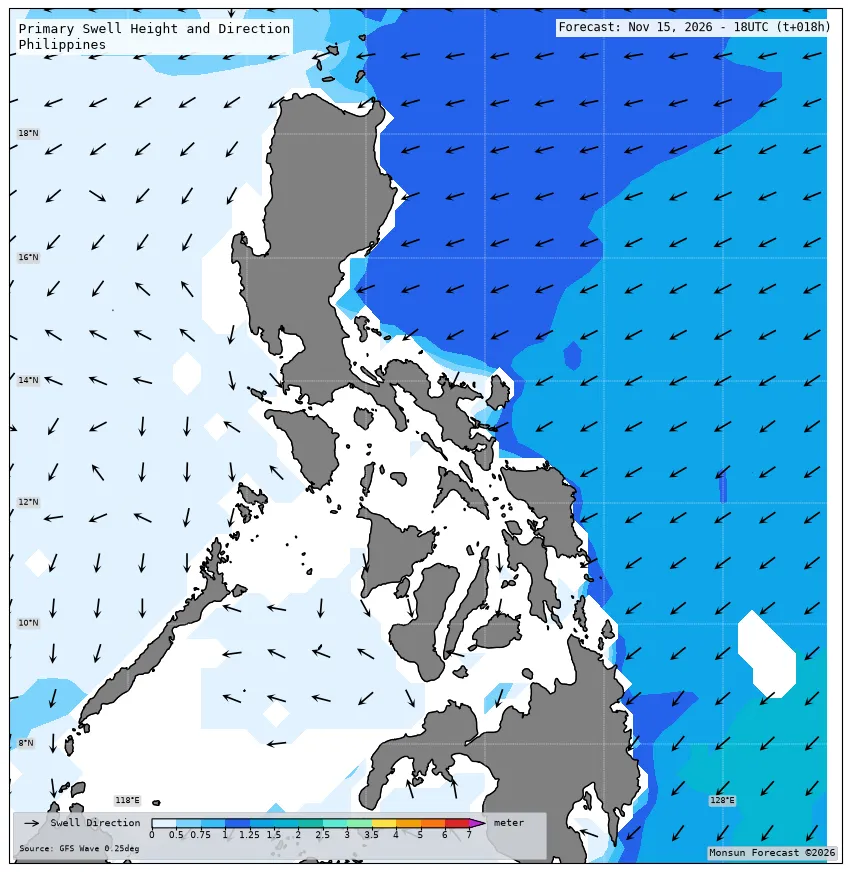 Primary Swell Height and Direction
Philippines
Forecast: Nov 15, 2026 - 18UTC (t+018h)
18°N
16°N
14°N
12°N
10°N
8°N
118°E
128°E
Swell Direction
0 0.5 0.75 1 1.25 1.5 2 2.5 3 3.5 4 5 6 7
meter
Source: GFS Wave 0.25deg
Monsun Forecast ©2026